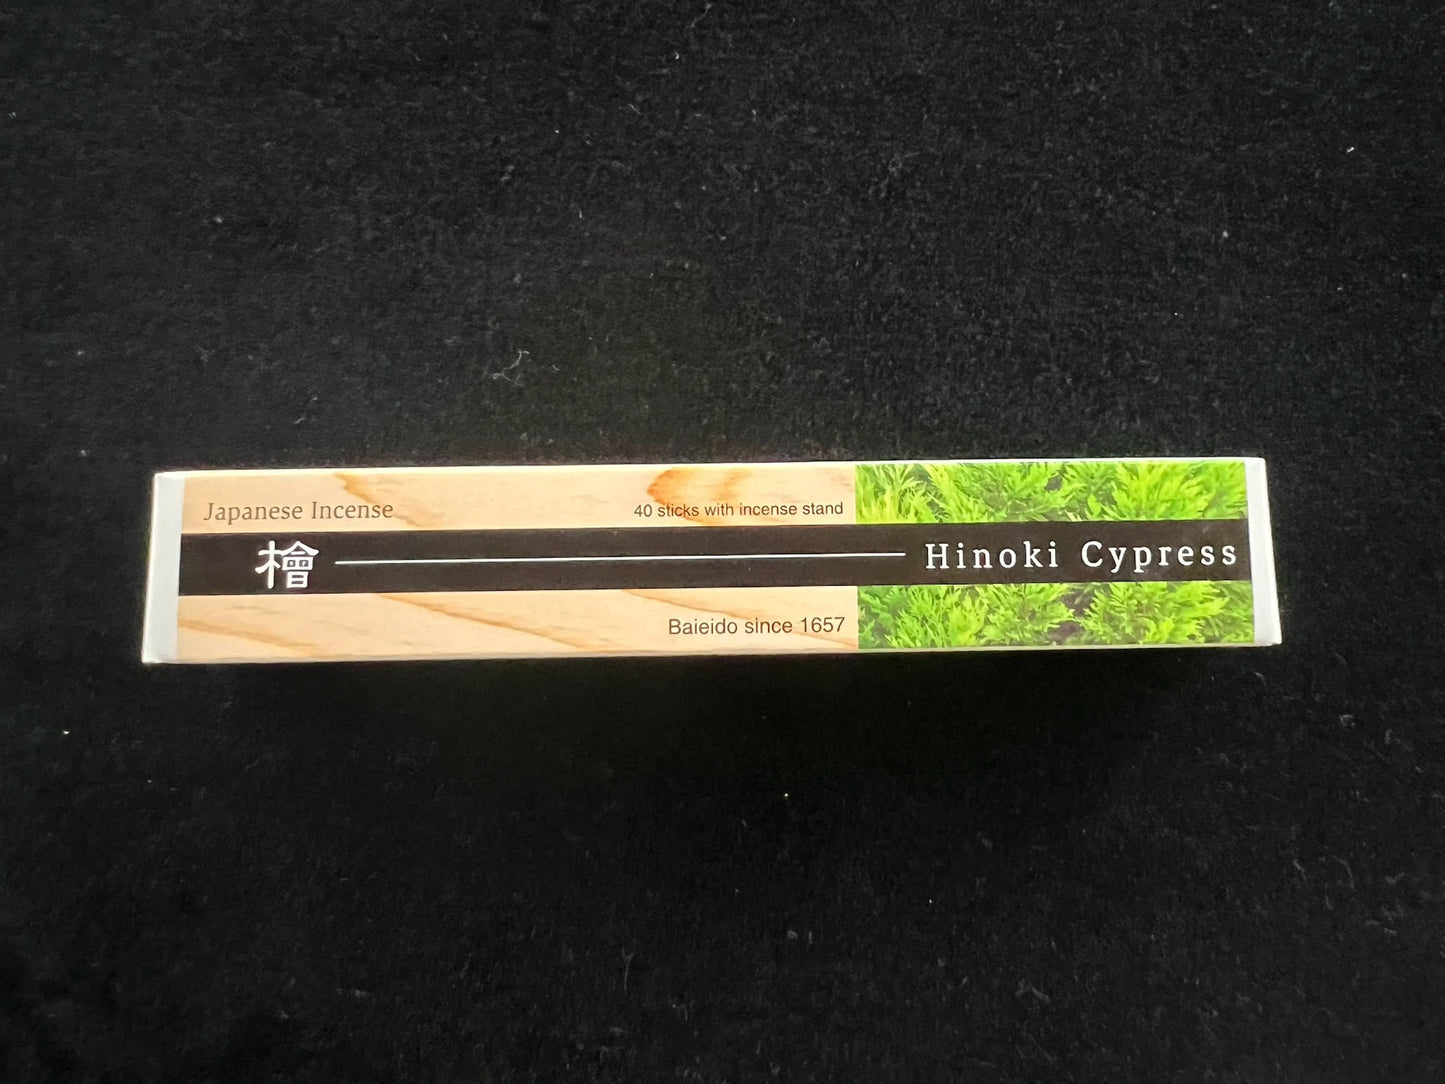 Japanese Incense
40 sticks with incense stand
檜
Hinoki Cypress
Baieido since 1657